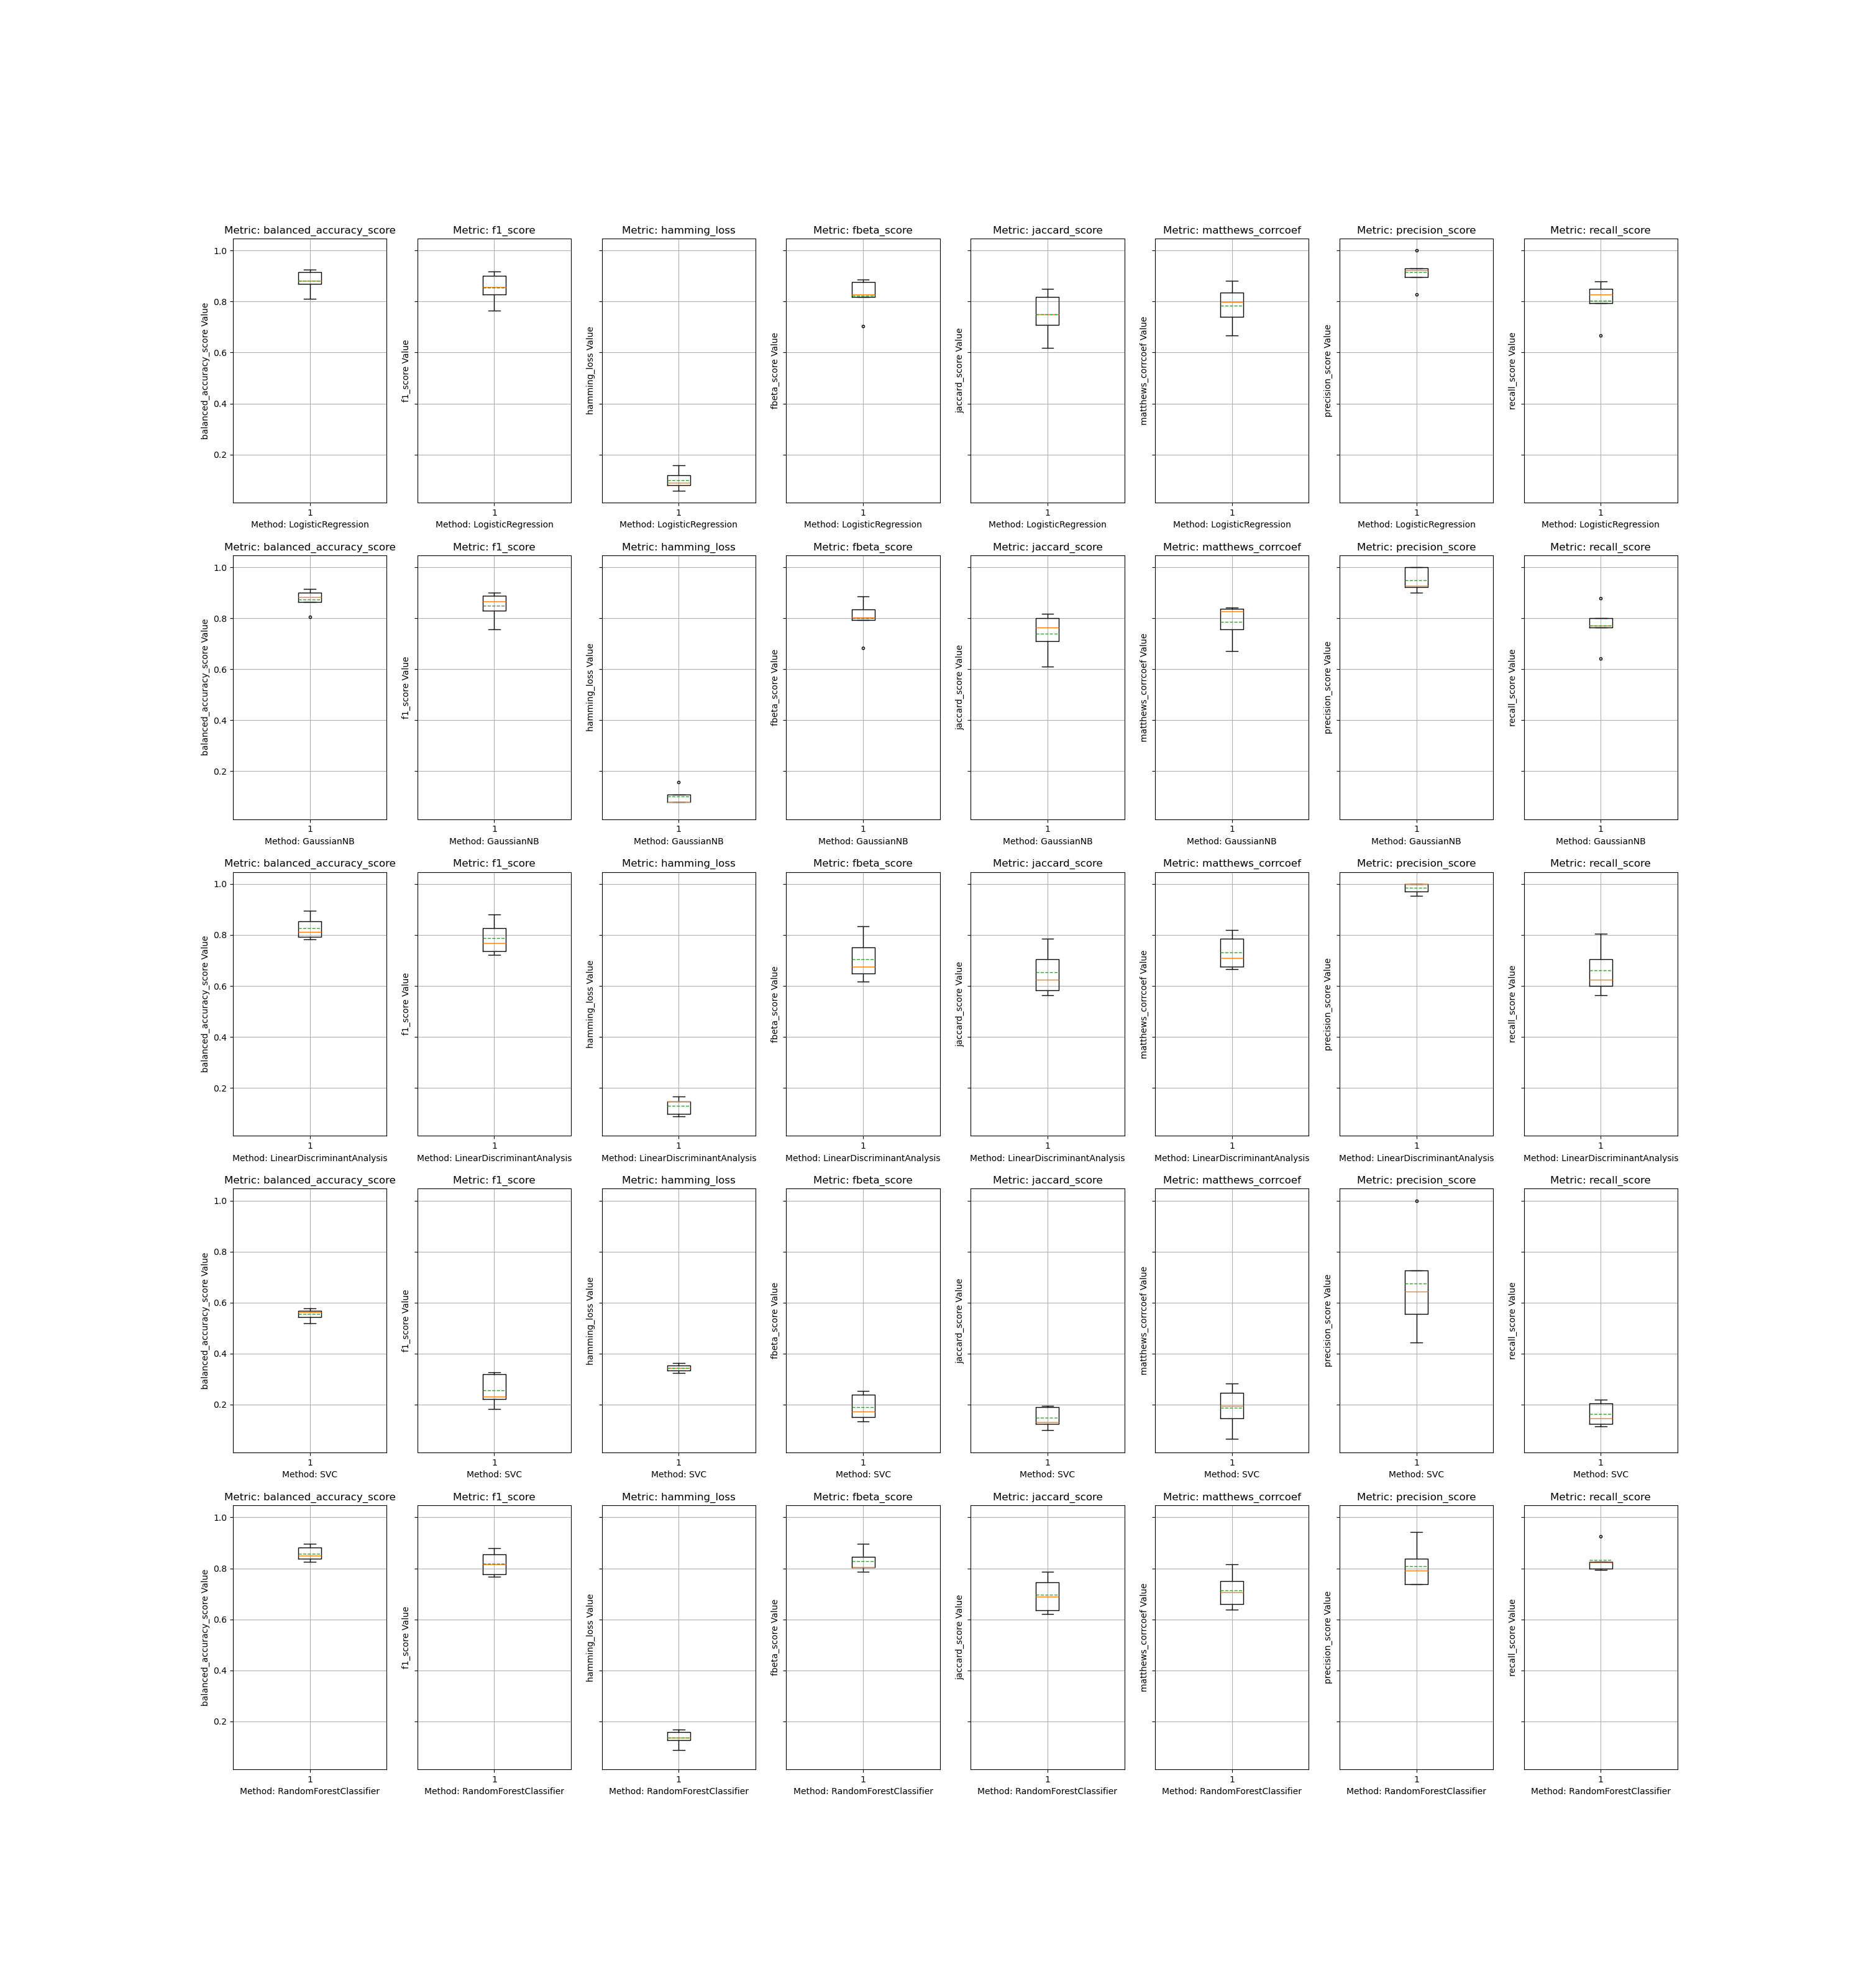 Metric: balanced_accuracy_score Metric: f1_score Metric: hamming_loss Metric: fbeta_score Metric: jaccard_score Metric: matthews_corrcoef Metric: precision_score Metric: recall_score
balanced_accuracy_score Value
f1_score Value
hamming_loss Value
fbeta_score Value
jaccard_score Value
matthews_corrcoef Value
precision_score Value
recall_score Value
1.0
0.8
0.6
0.4
0.2
1 1 1 1 1 1 1 1
Method: LogisticRegression Method: LogisticRegression Method: LogisticRegression Method: LogisticRegression Method: LogisticRegression Method: LogisticRegression Method: LogisticRegression Method: LogisticRegression
Metric: balanced_accuracy_score Metric: f1_score Metric: hamming_loss Metric: fbeta_score Metric: jaccard_score Metric: matthews_corrcoef Metric: precision_score Metric: recall_score
balanced_accuracy_score Value
f1_score Value
hamming_loss Value
fbeta_score Value
jaccard_score Value
matthews_corrcoef Value
precision_score Value
recall_score Value
1.0
0.8
0.6
0.4
0.2
1 1 1 1 1 1 1 1
Method: GaussianNB Method: GaussianNB Method: GaussianNB Method: GaussianNB Method: GaussianNB Method: GaussianNB Method: GaussianNB Method: GaussianNB
Metric: balanced_accuracy_score Metric: f1_score Metric: hamming_loss Metric: fbeta_score Metric: jaccard_score Metric: matthews_corrcoef Metric: precision_score Metric: recall_score
balanced_accuracy_score Value
f1_score Value
hamming_loss Value
fbeta_score Value
jaccard_score Value
matthews_corrcoef Value
precision_score Value
recall_score Value
1.0
0.8
0.6
0.4
0.2
1 1 1 1 1 1 1 1
Method: LinearDiscriminantAnalysis Method: LinearDiscriminantAnalysis Method: LinearDiscriminantAnalysis Method: LinearDiscriminantAnalysis Method: LinearDiscriminantAnalysis Method: LinearDiscriminantAnalysis Method: LinearDiscriminantAnalysis Method: LinearDiscriminantAnalysis
Metric: balanced_accuracy_score Metric: f1_score Metric: hamming_loss Metric: fbeta_score Metric: jaccard_score Metric: matthews_corrcoef Metric: precision_score Metric: recall_score
balanced_accuracy_score Value
f1_score Value
hamming_loss Value
fbeta_score Value
jaccard_score Value
matthews_corrcoef Value
precision_score Value
recall_score Value
1.0
0.8
0.6
0.4
0.2
1 1 1 1 1 1 1 1
Method: SVC Method: SVC Method: SVC Method: SVC Method: SVC Method: SVC Method: SVC Method: SVC
Metric: balanced_accuracy_score Metric: f1_score Metric: hamming_loss Metric: fbeta_score Metric: jaccard_score Metric: matthews_corrcoef Metric: precision_score Metric: recall_score
balanced_accuracy_score Value
f1_score Value
hamming_loss Value
fbeta_score Value
jaccard_score Value
matthews_corrcoef Value
precision_score Value
recall_score Value
1.0
0.8
0.6
0.4
0.2
1 1 1 1 1 1 1 1
Method: RandomForestClassifier Method: RandomForestClassifier Method: RandomForestClassifier Method: RandomForestClassifier Method: RandomForestClassifier Method: RandomForestClassifier Method: RandomForestClassifier Method: RandomForestClassifier